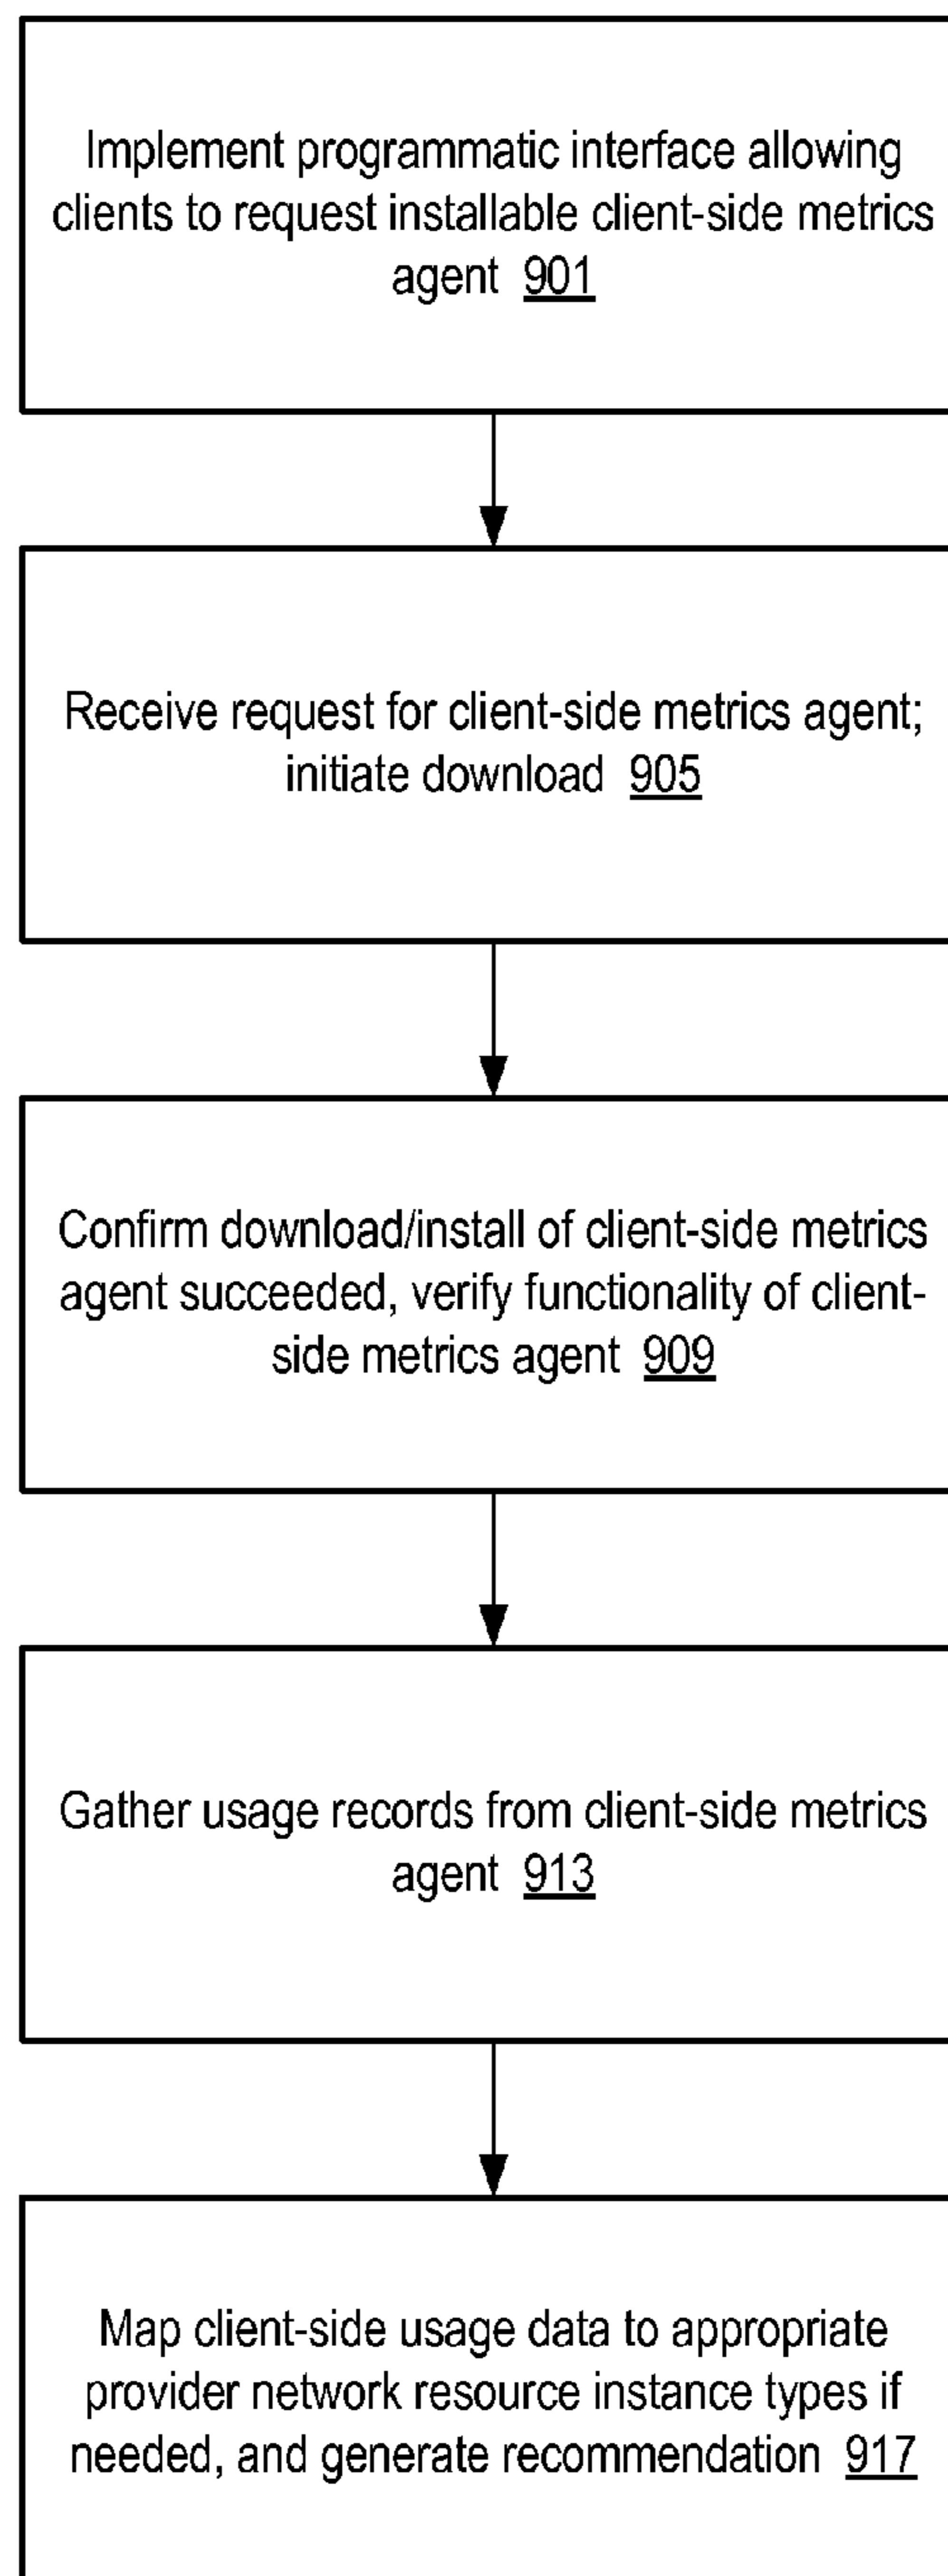 Implement programmatic interface allowing
clients to request installable client-side metrics
agent 901
Receive request for client-side metrics agent;
initiate download 905
Confirm download/install of client-side metrics
agent succeeded, verify functionality of client-
side metrics agent 909
Gather usage records from client-side metrics
agent 913
Map client-side usage data to appropriate
provider network resource instance types if
needed, and generate recommendation 917